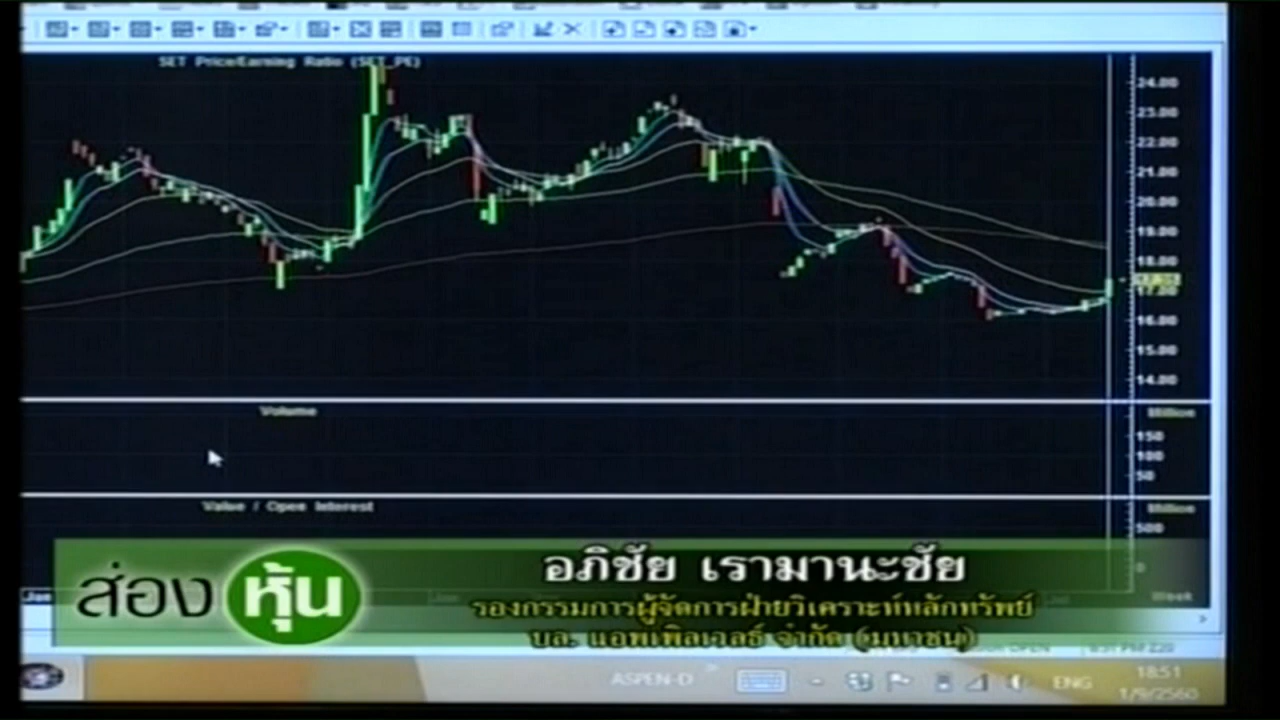 SET Price/Earning Ratio (SET_PE)
24.00
23.00
22.00
21.00
20.00
19.00
18.00
17.00
16.00
15.00
14.00
Volume
Million
150
100
50
Value / Open Interest
Million
500
0
Jan
Week
ส่อง หุ้น
อภิชัย เรามานะชัย
รองกรรมการผู้จัดการฝ่ายวิเคราะห์หลักทรัพย์
บล. แอพเพิลเวลธ์ จำกัด (มหาชน)
ASPEN-D
ENG
18:51
1/9/2560